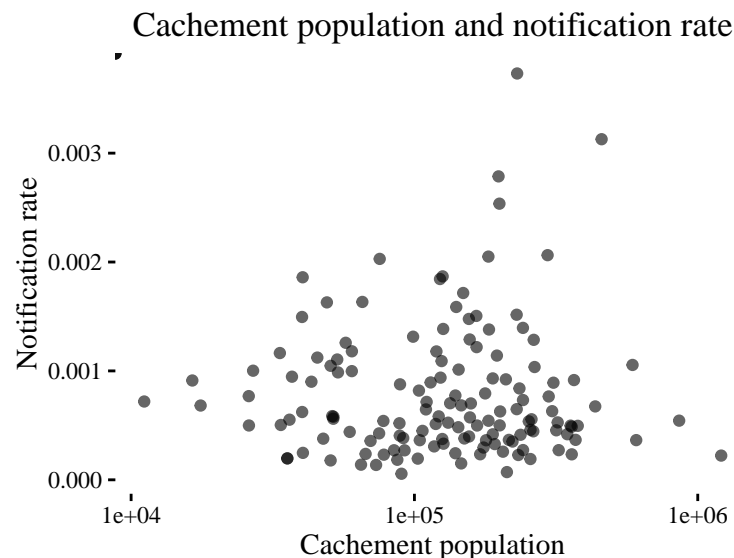 Cachement population and notification rate
0.003
0.002
0.001
0.000
Notification rate
1e+04 1e+05 1e+06
Cachement population